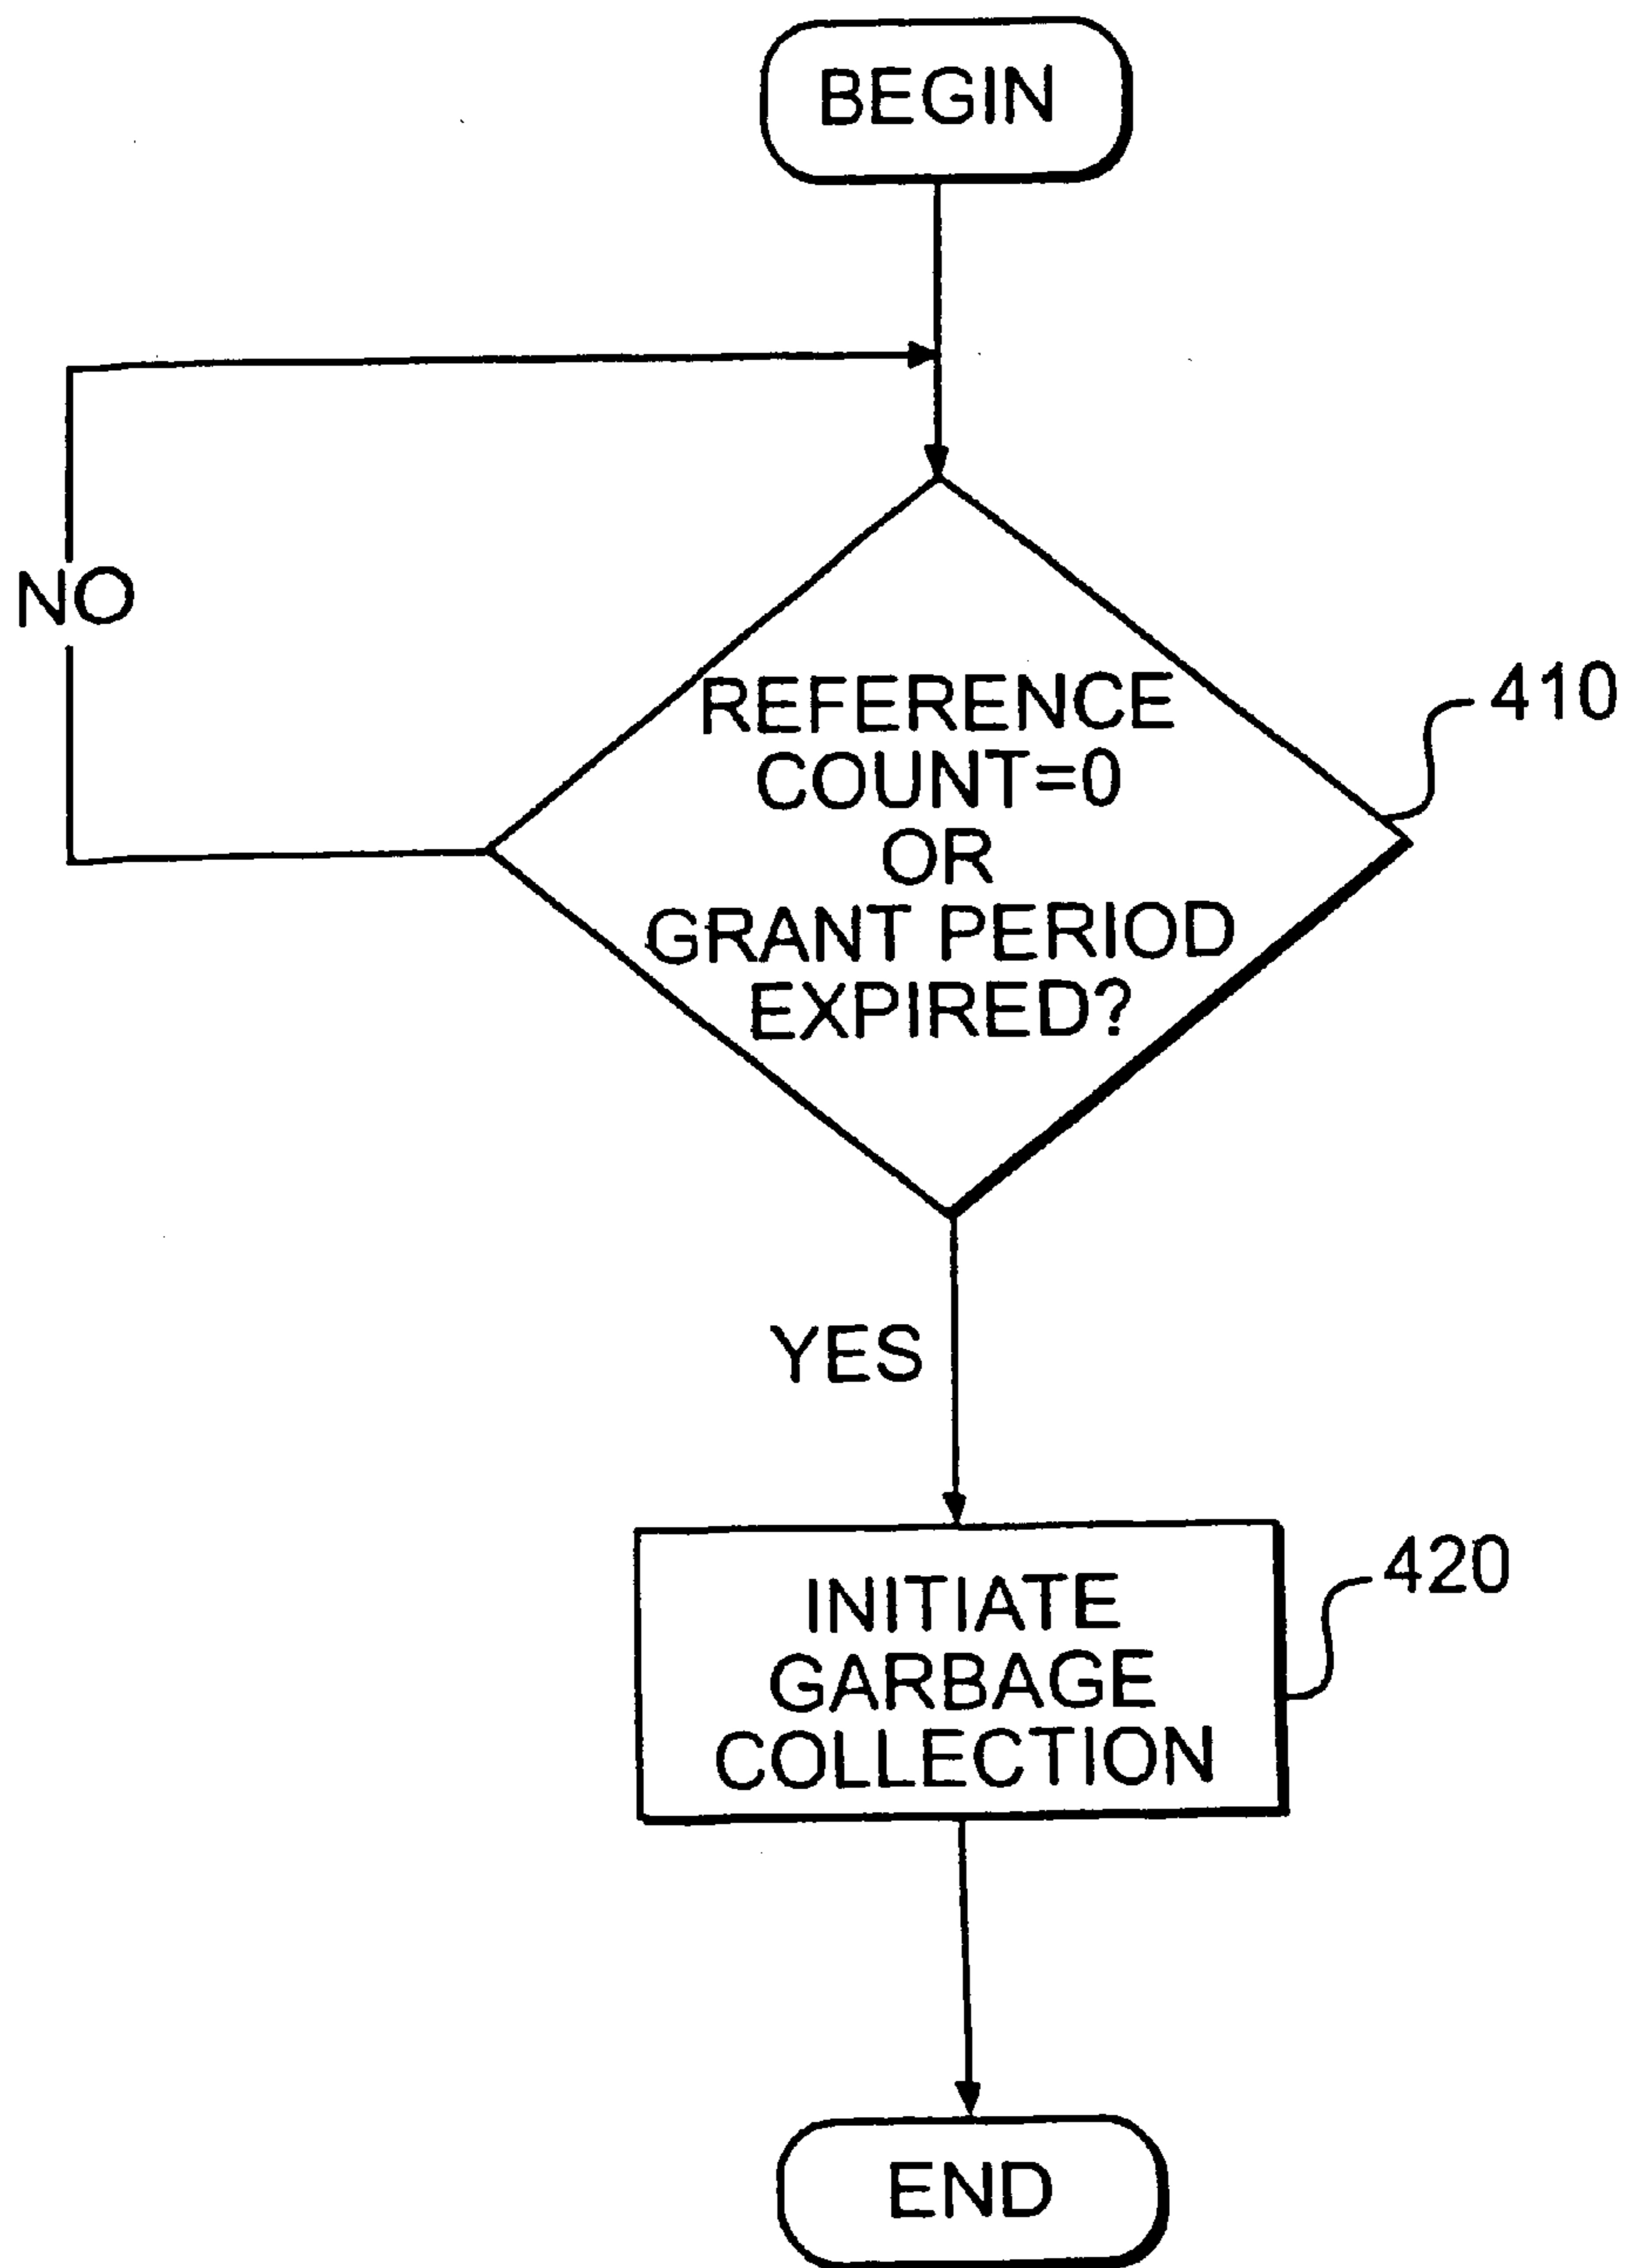 BEGIN
NO
REFERENCE
COUNT=0
OR
GRANT PERIOD
EXPIRED?
410
YES
INITIATE
GARBAGE
COLLECTION
420
END